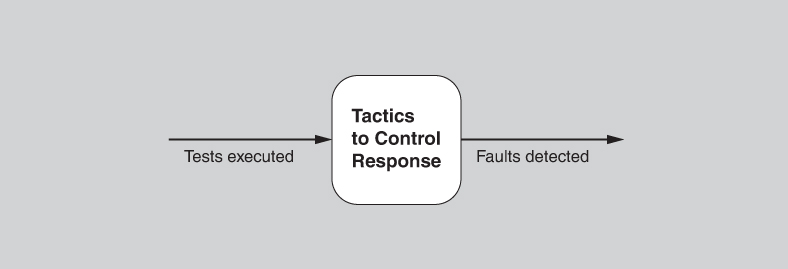 Tactics
to Control
Response
Tests executed
Faults detected